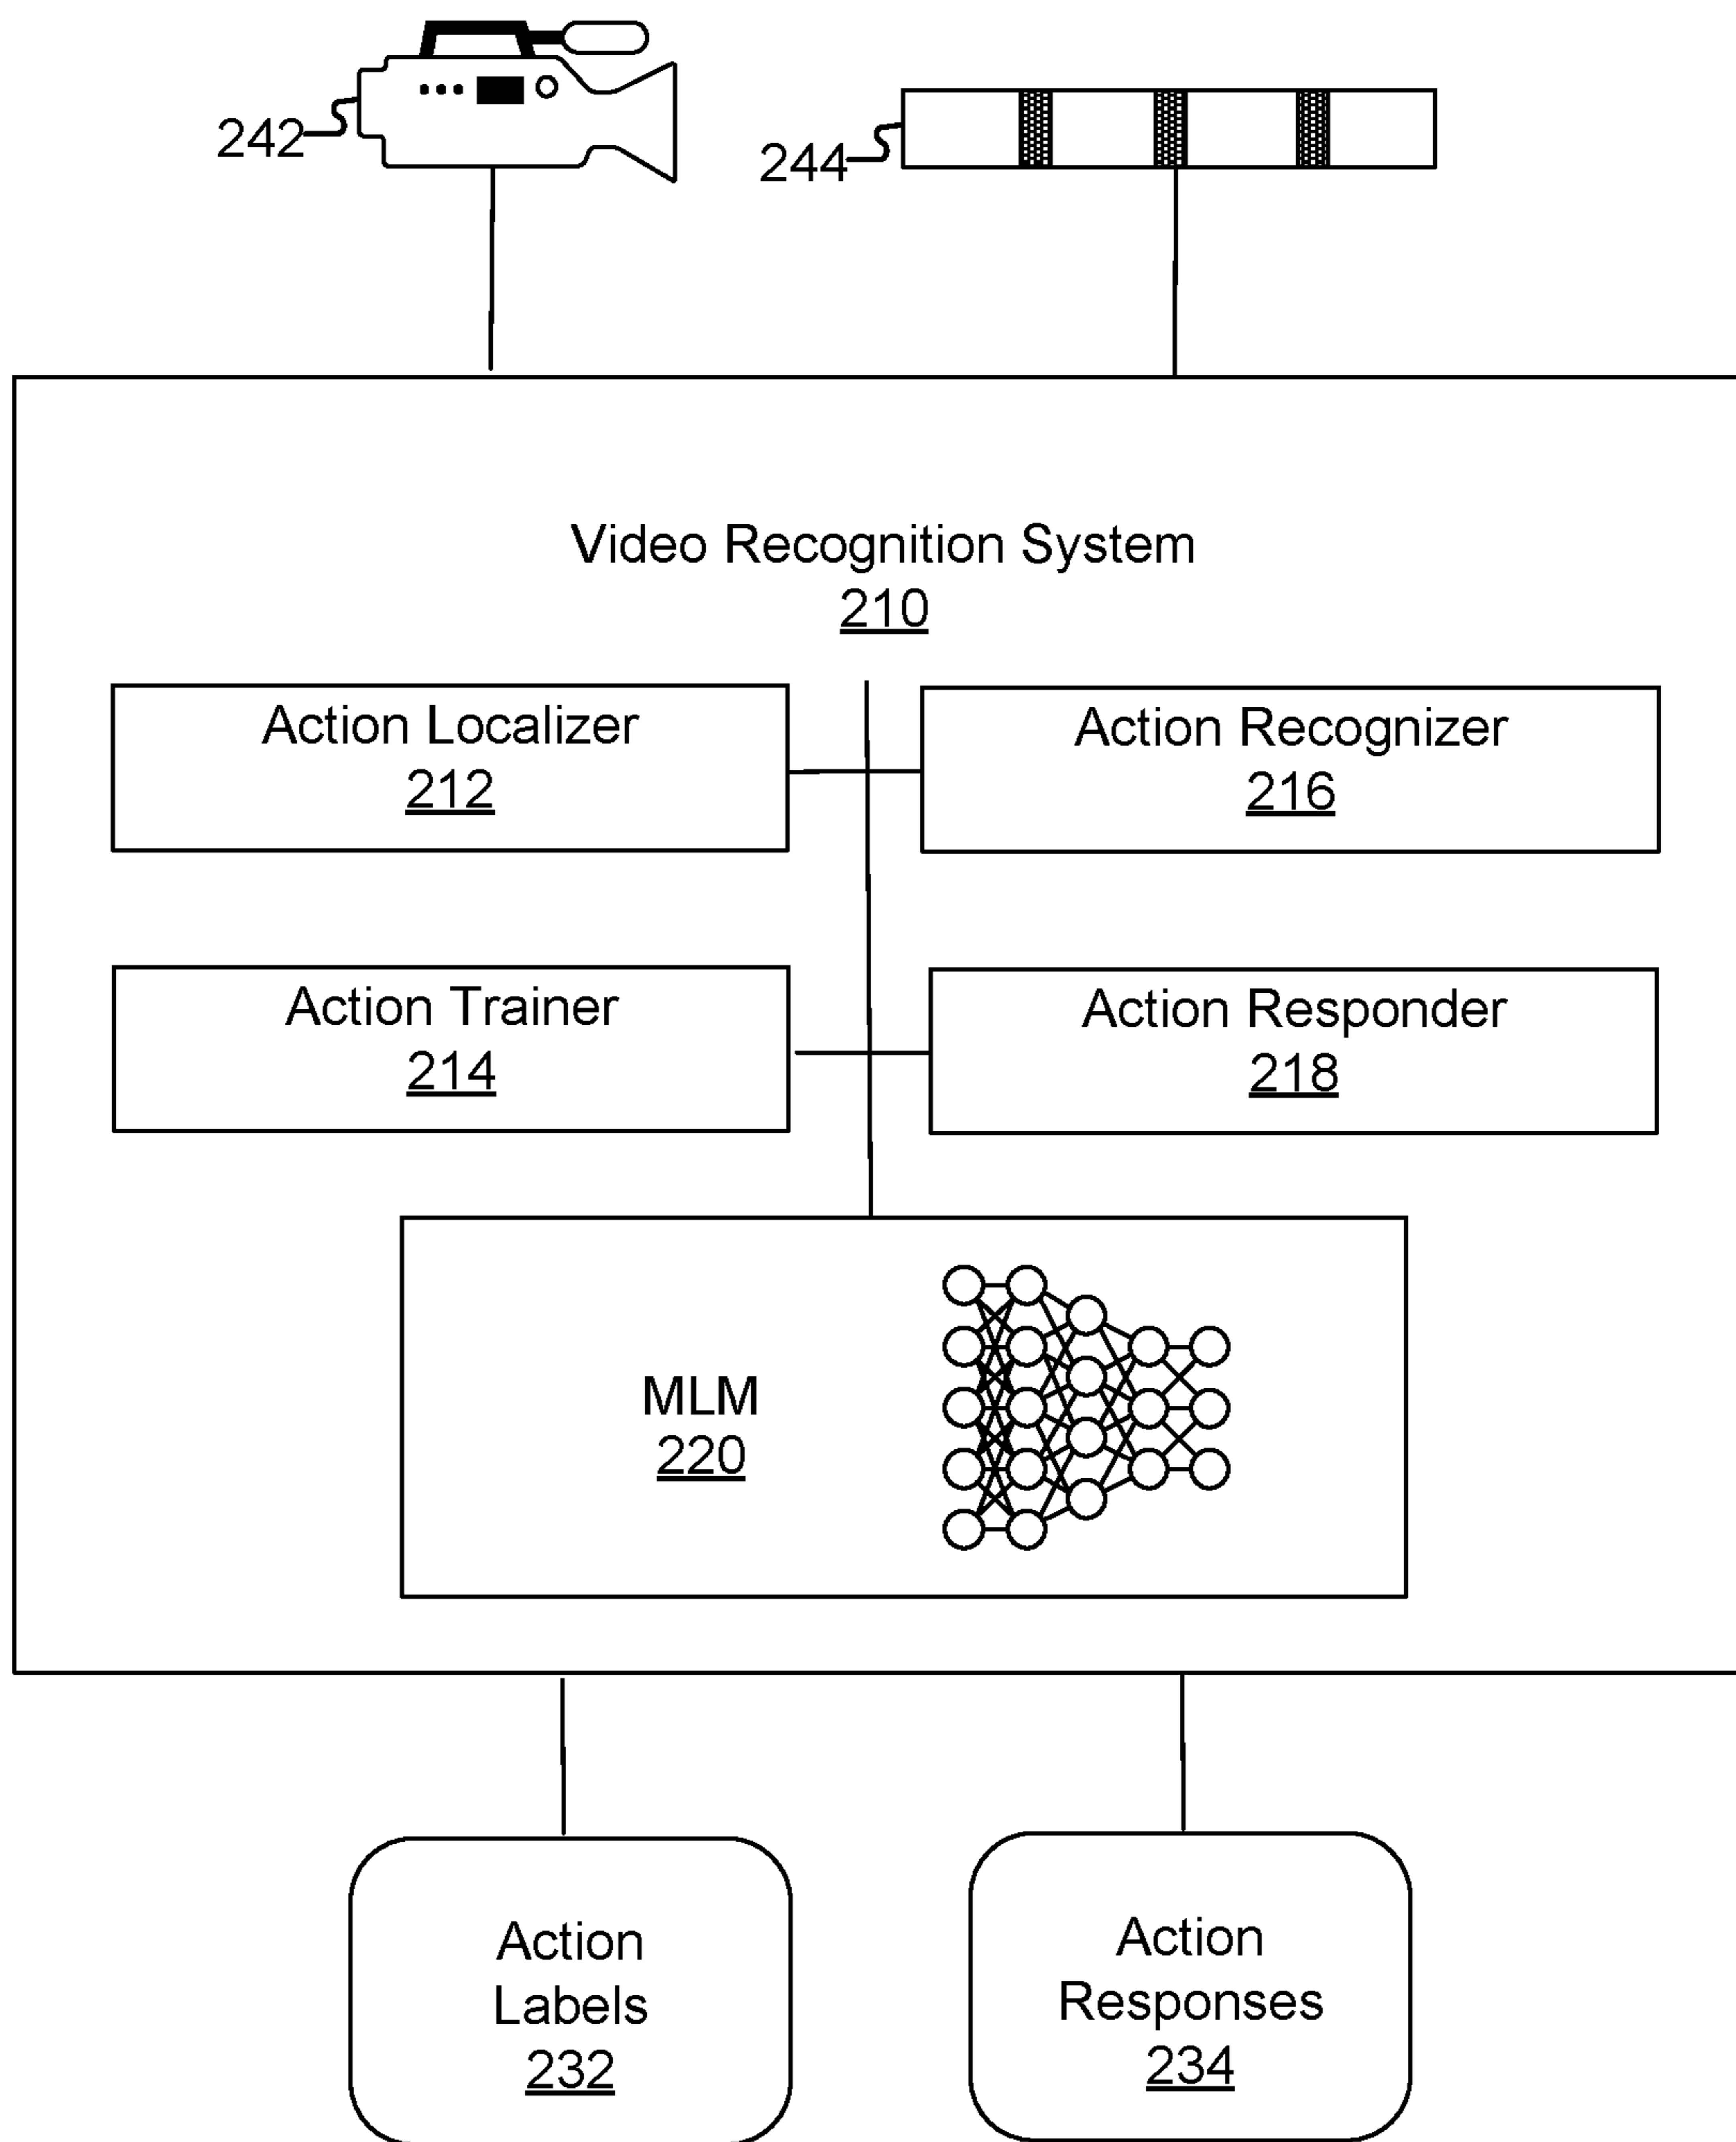 242
244
Video Recognition System
210
Action Localizer
212
Action Recognizer
216
Action Trainer
214
Action Responder
218
MLM
220
Action
Labels
232
Action
Responses
234